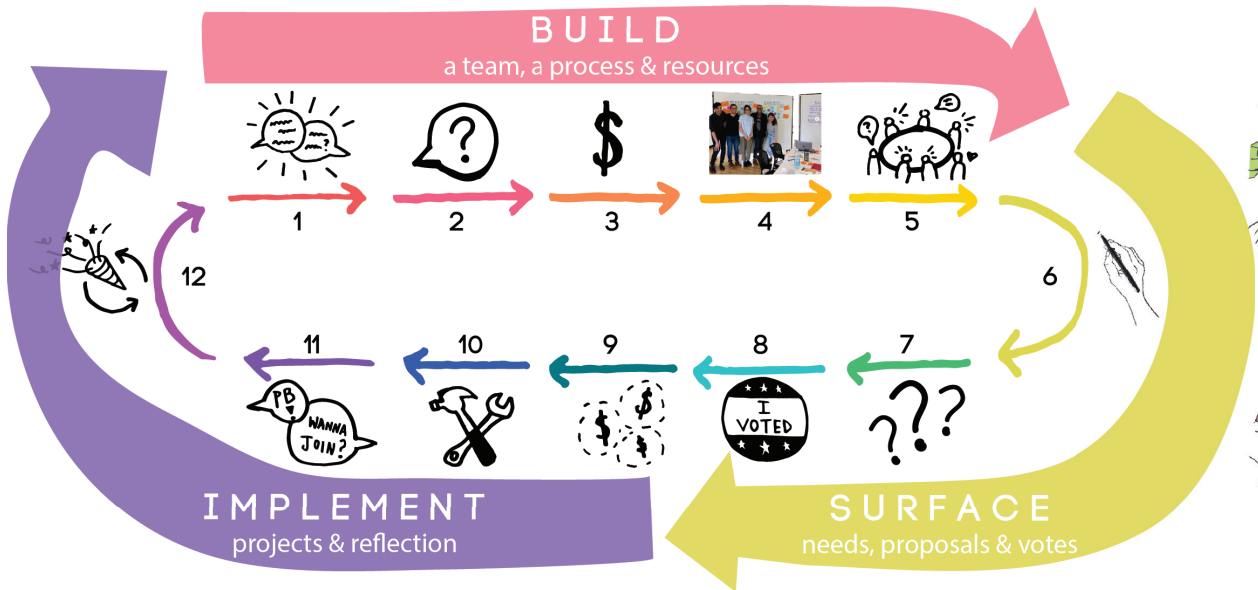 BUILD
a team, a process & resources
?
$
?
1
2
3
4
5
12
6
11
10
9
8
7
PB
WANNA
JOIN?
$
$
$
I
VOTED
???
IMPLEMENT
projects & reflection
SURFACE
needs, proposals & votes